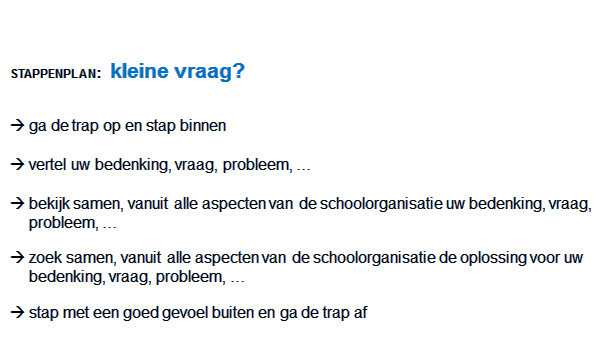 STAPPENPLAN: kleine vraag?
→ ga de trap op en stap binnen
→ vertel uw bedenking, vraag, probleem, …
→ bekijk samen, vanuit alle aspecten van de schoolorganisatie uw bedenking, vraag,
probleem, …
→ zoek samen, vanuit alle aspecten van de schoolorganisatie de oplossing voor uw
bedenking, vraag, probleem, …
→ stap met een goed gevoel buiten en ga de trap af